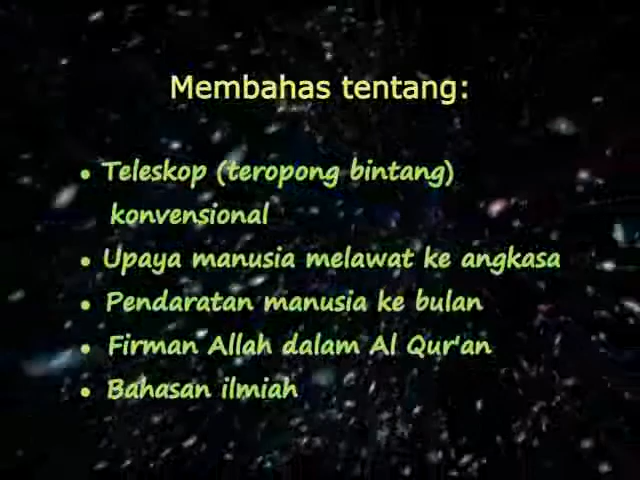 Membahas tentang:
• Teleskop (teropong bintang)
konvensional
• Upaya manusia melawat ke angkasa
• Pendaratan manusia ke bulan
• Firman Allah dalam Al Qur'an
• Bahasan ilmiah